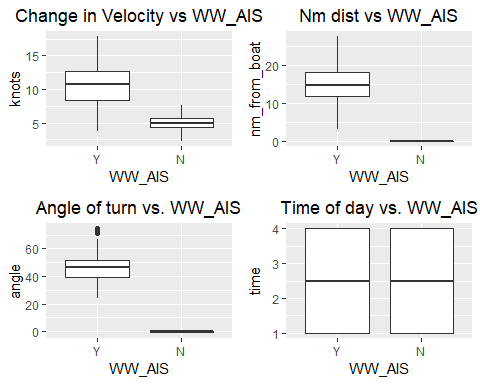 Change in Velocity vs WW_AIS
knots
15
10
5
Y
N
WW_AIS
Nm dist vs WW_AIS
nm_from_boat
20
10
0
Y
N
WW_AIS
Angle of turn vs. WW_AIS
angle
60
40
20
0
Y
N
WW_AIS
Time of day vs. WW_AIS
time
4
3
2
1
Y
N
WW_AIS